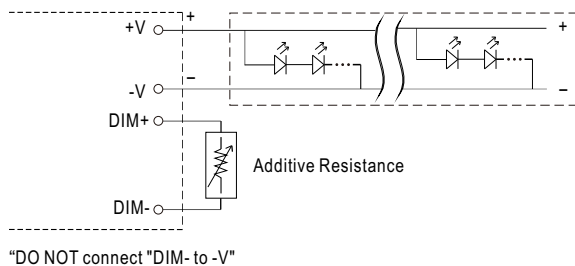 +V
+
+
-V
−
−
DIM+
Additive Resistance
DIM-
“DO NOT connect "DIM- to -V"